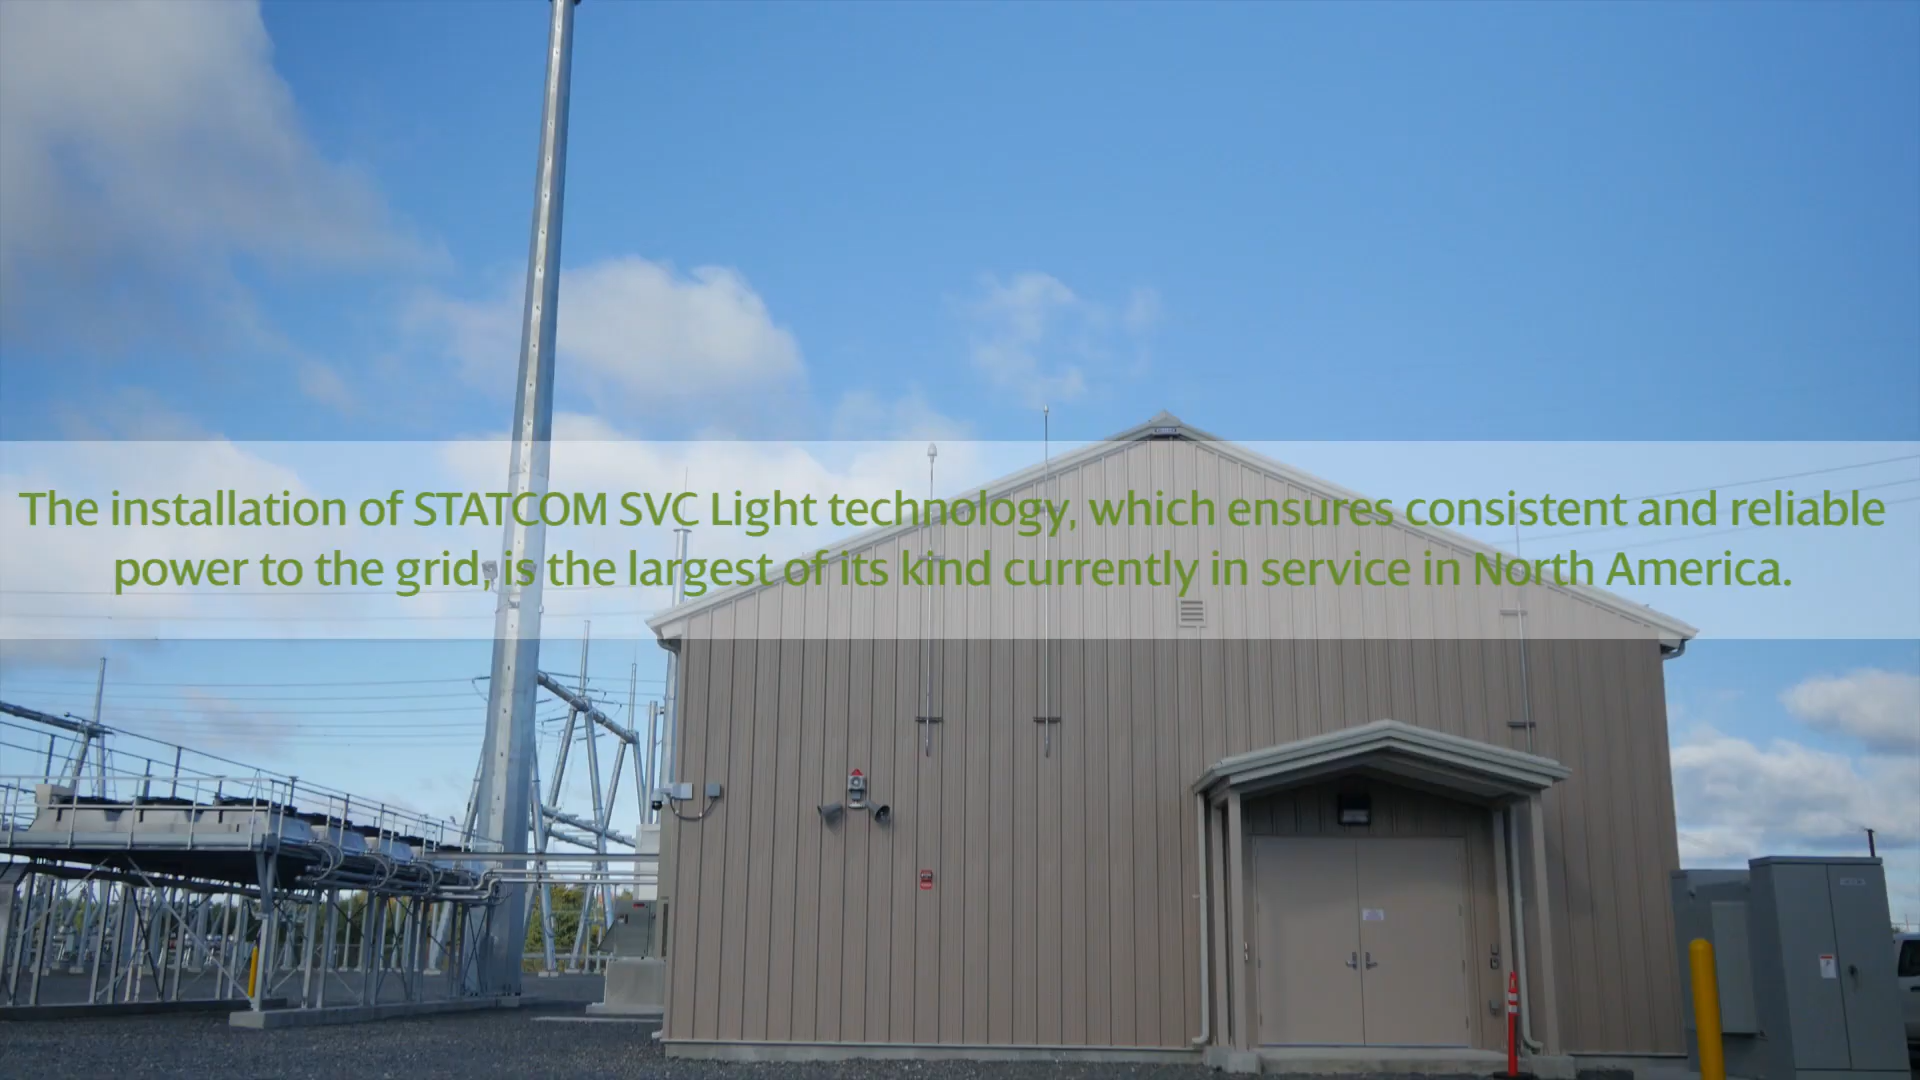 The installation of STATCOM SVC Light technology, which ensures consistent and reliable
power to the grid, is the largest of its kind currently in service in North America.